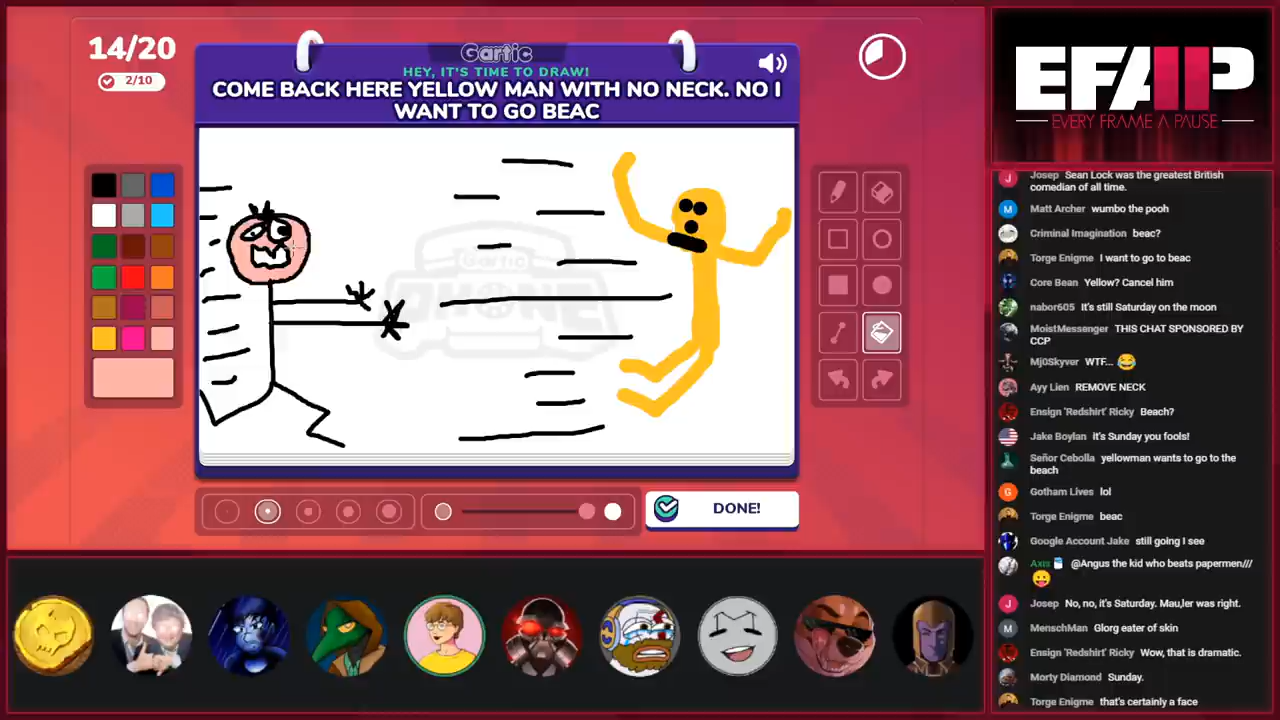 14/20
2/10
Gartic
HEY, IT'S TIME TO DRAW!
COME BACK HERE YELLOW MAN WITH NO NECK. NO I
WANT TO GO BEAC
Gartic
PHONE
DONE!
EFAP
EVERY FRAME A PAUSE
Josep Sean Lock was the greatest British
comedian of all time.
Matt Archer wumbo the pooh
Criminal Imagination beac?
Torge Enigme I want to go to beac
Core Bean Yellow? Cancel him
nabor605 It's still Saturday on the moon
MoistMessenger THIS CHAT SPONSORED BY
CCP
Mj0Skyver WTF... 😂
Ayy Lien REMOVE NECK
Ensign 'Redshirt' Ricky Beach?
Jake Boylan It's Sunday you fools!
Señor Cebolla yellowman wants to go to the
beach
Gotham Lives lol
Torge Enigme beac
Google Account Jake still going I see
Axis @Angus the kid who beats papermen///
😛
Josep No, no, it's Saturday. Mau,ler was right.
MenschMan Glorg eater of skin
Ensign 'Redshirt' Ricky Wow, that is dramatic.
Morty Diamond Sunday.
Torge Enigme that's certainly a face